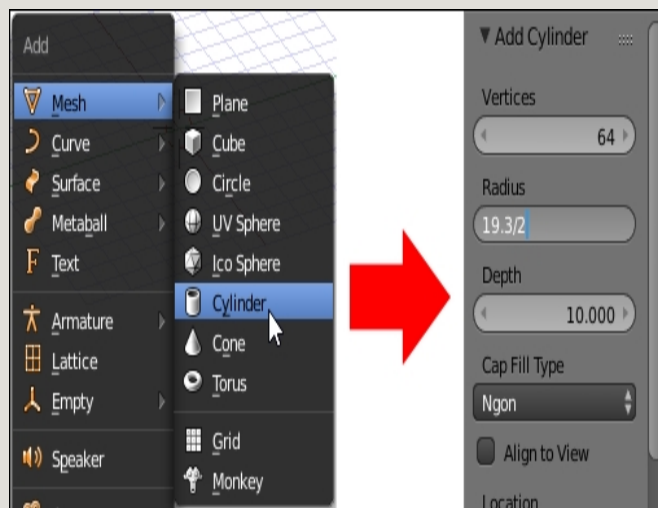 Add
Mesh
Curve
Surface
Metaball
Text
Armature
Lattice
Empty
Speaker
Plane
Cube
Circle
UV Sphere
Ico Sphere
Cylinder
Cone
Torus
Grid
Monkey
Add Cylinder
Vertices
64
Radius
19.3/2
Depth
10.000
Cap Fill Type
Ngon
Align to View
Location